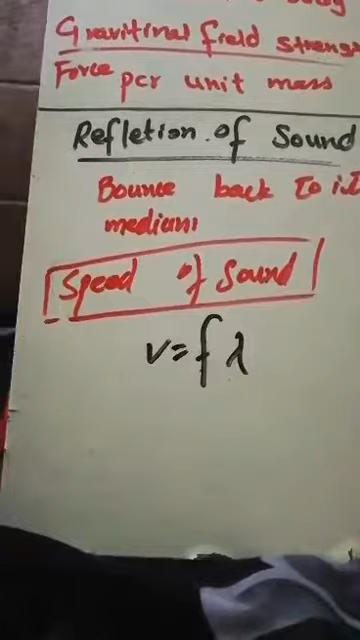 Gravitinal field strengt
Force per unit mass
Refletion of Sound
Bounce back to it
medium
Speed of Sound
v=fλ